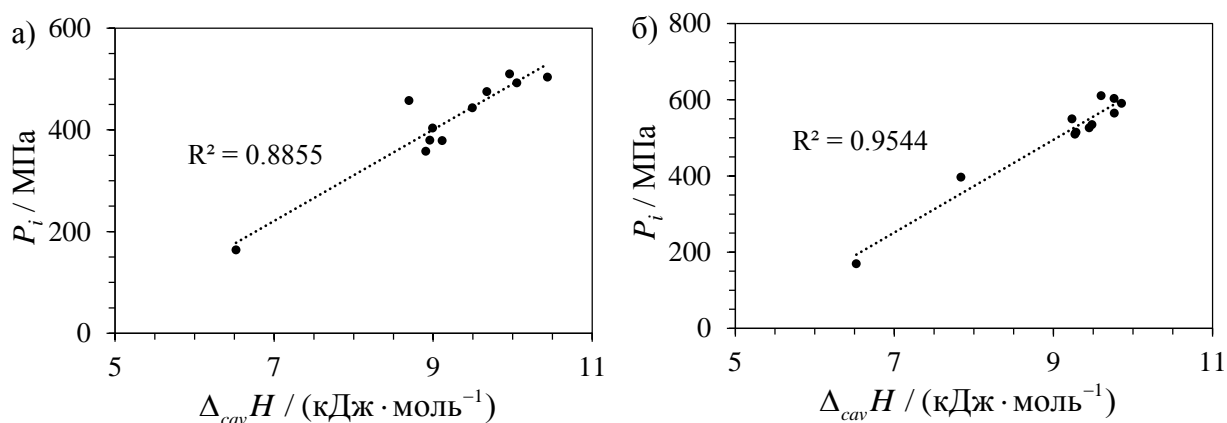 а)
600
400
200
0
P_i / МПа
R² = 0.8855
5 7 9 11
Δ_cav H / (кДж · моль⁻¹)
б)
800
600
400
200
0
P_i / МПа
R² = 0.9544
5 7 9 11
Δ_cav H / (кДж · моль⁻¹)